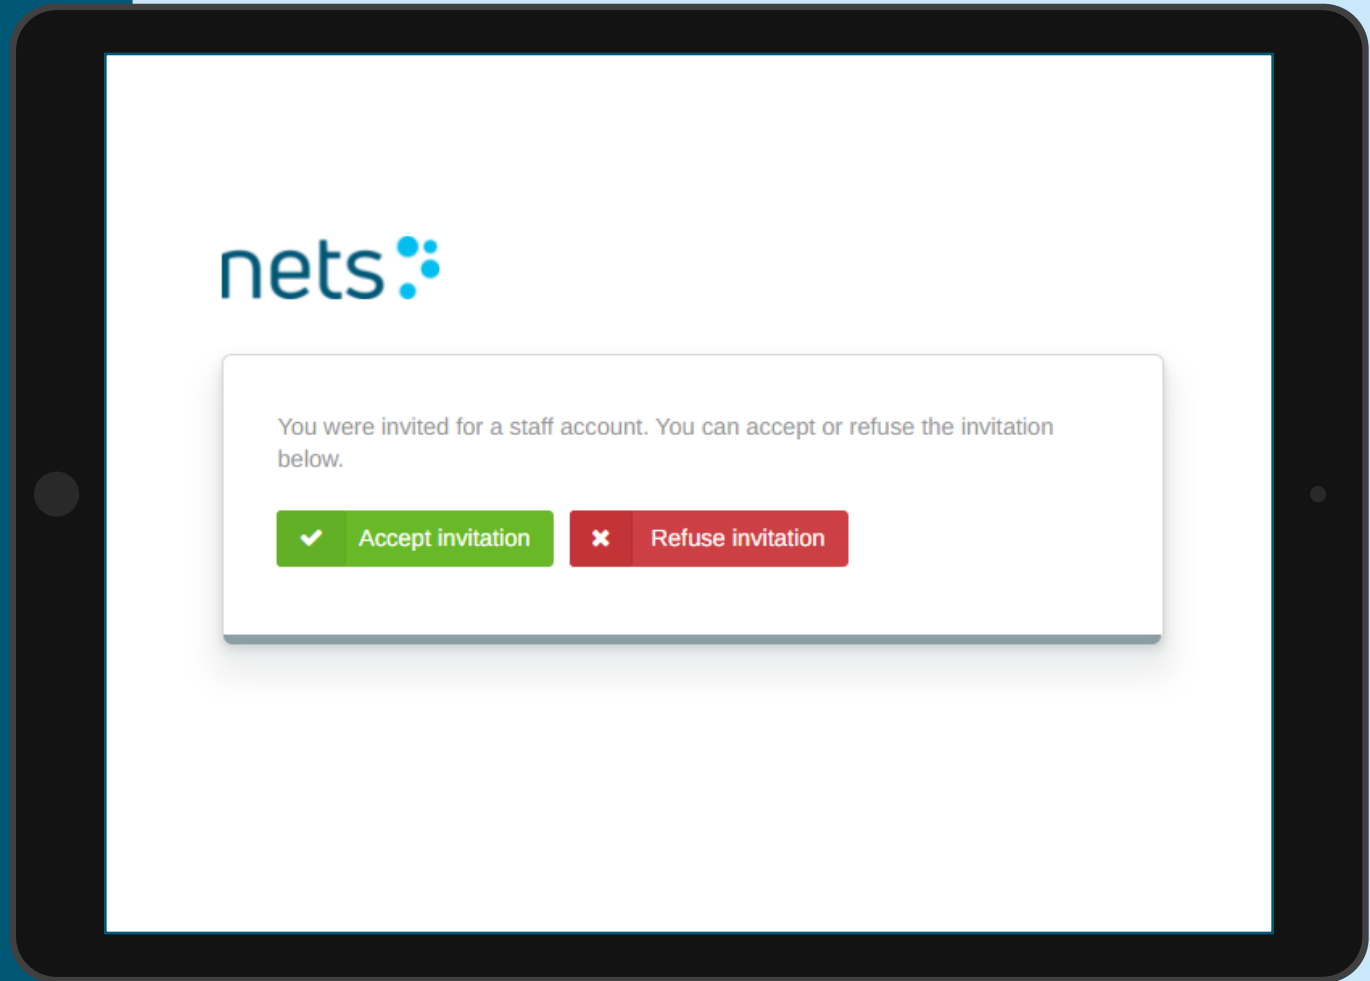 nets
You were invited for a staff account. You can accept or refuse the invitation
below.
Accept invitation
Refuse invitation